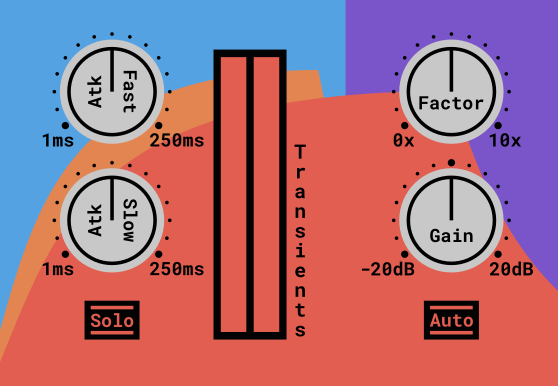 Atk Fast
1ms 250ms
Atk Slow
1ms 250ms
Solo
Transients
Factor
0x 10x
Gain
-20dB 20dB
Auto